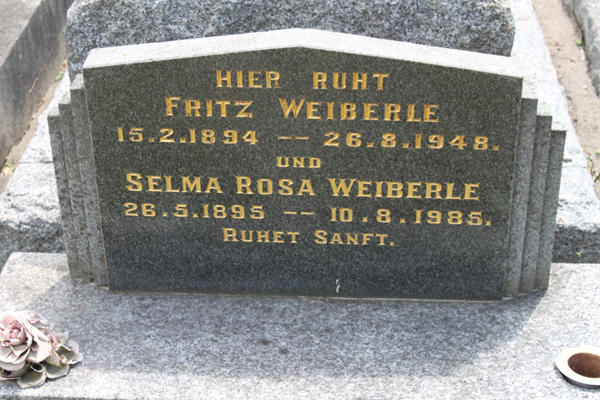 HIER RUHT
FRITZ WEIBERLE
15.2.1894 -- 26.8.1948.
UND
SELMA ROSA WEIBERLE
26.5.1895 -- 10.8.1985.
RUHET SANFT.